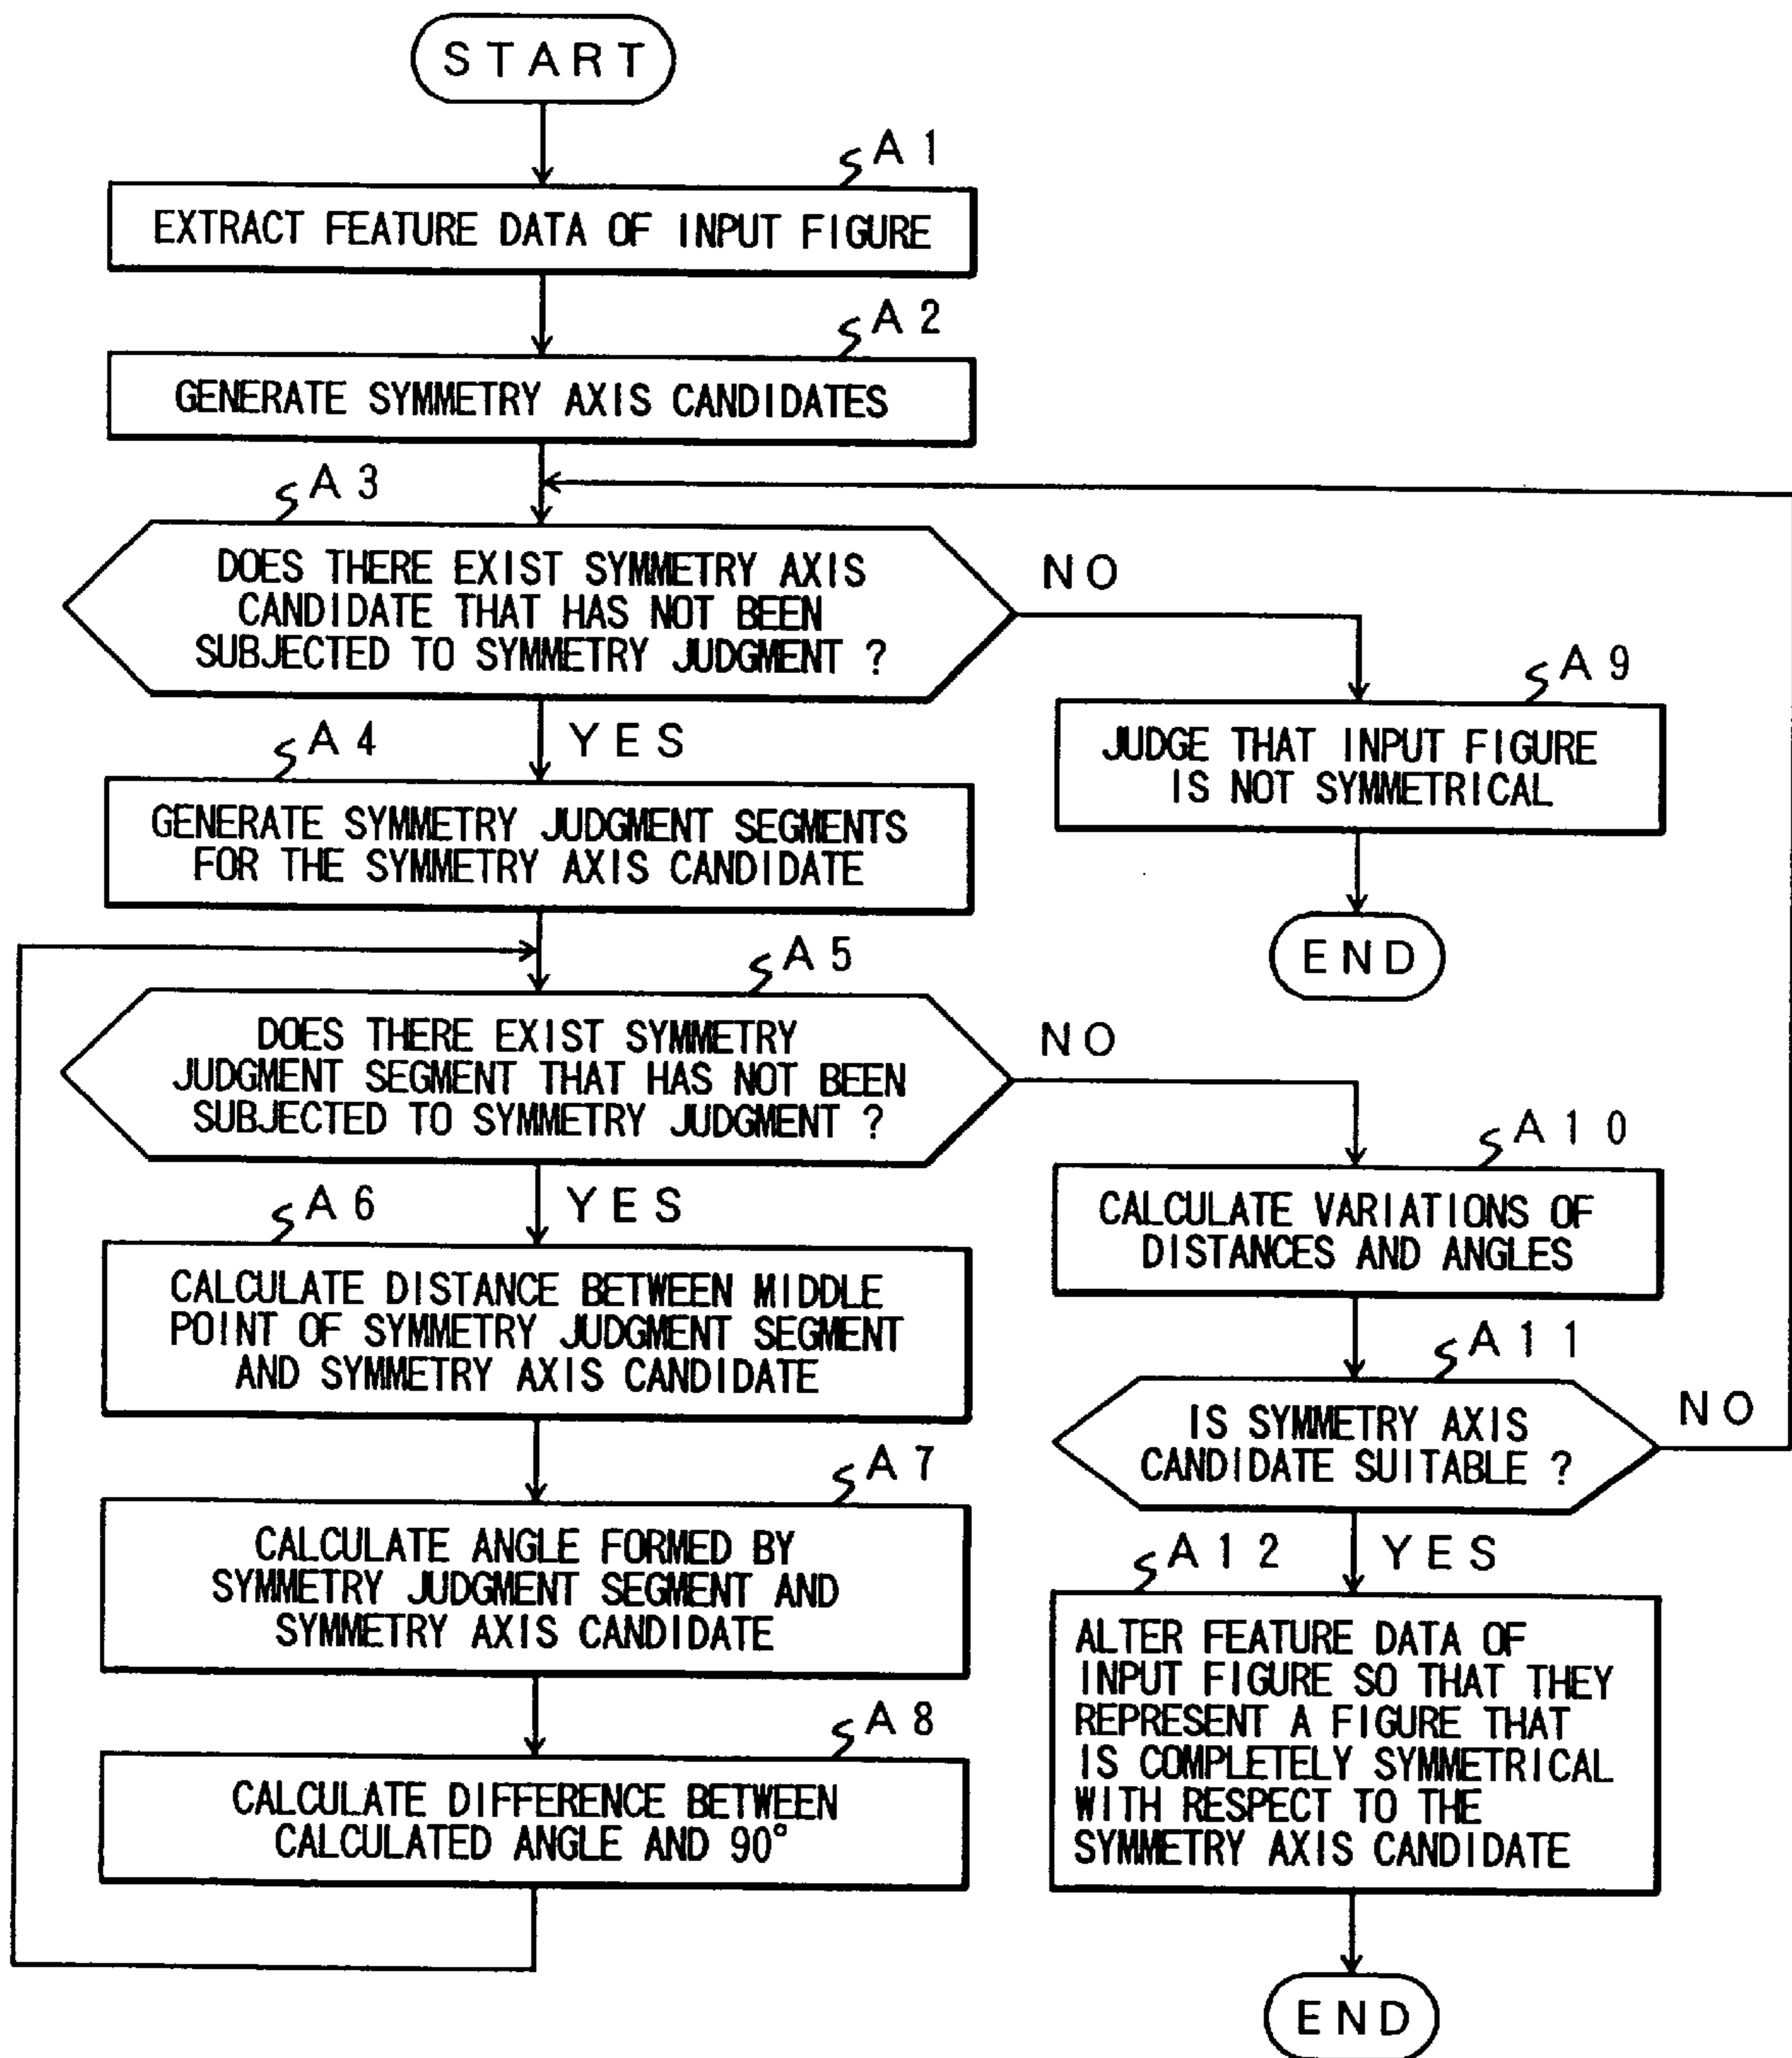 START
A1
EXTRACT FEATURE DATA OF INPUT FIGURE
A2
GENERATE SYMMETRY AXIS CANDIDATES
A3
DOES THERE EXIST SYMMETRY AXIS
CANDIDATE THAT HAS NOT BEEN
SUBJECTED TO SYMMETRY JUDGMENT ?
NO
YES
A9
JUDGE THAT INPUT FIGURE
IS NOT SYMMETRICAL
END
A4
GENERATE SYMMETRY JUDGMENT SEGMENTS
FOR THE SYMMETRY AXIS CANDIDATE
A5
DOES THERE EXIST SYMMETRY
JUDGMENT SEGMENT THAT HAS NOT BEEN
SUBJECTED TO SYMMETRY JUDGMENT ?
NO
YES
A6
CALCULATE DISTANCE BETWEEN MIDDLE
POINT OF SYMMETRY JUDGMENT SEGMENT
AND SYMMETRY AXIS CANDIDATE
A7
CALCULATE ANGLE FORMED BY
SYMMETRY JUDGMENT SEGMENT AND
SYMMETRY AXIS CANDIDATE
A8
CALCULATE DIFFERENCE BETWEEN
CALCULATED ANGLE AND 90°
A10
CALCULATE VARIATIONS OF
DISTANCES AND ANGLES
A11
IS SYMMETRY AXIS
CANDIDATE SUITABLE ?
NO
YES
A12
ALTER FEATURE DATA OF
INPUT FIGURE SO THAT THEY
REPRESENT A FIGURE THAT
IS COMPLETELY SYMMETRICAL
WITH RESPECT TO THE
SYMMETRY AXIS CANDIDATE
END